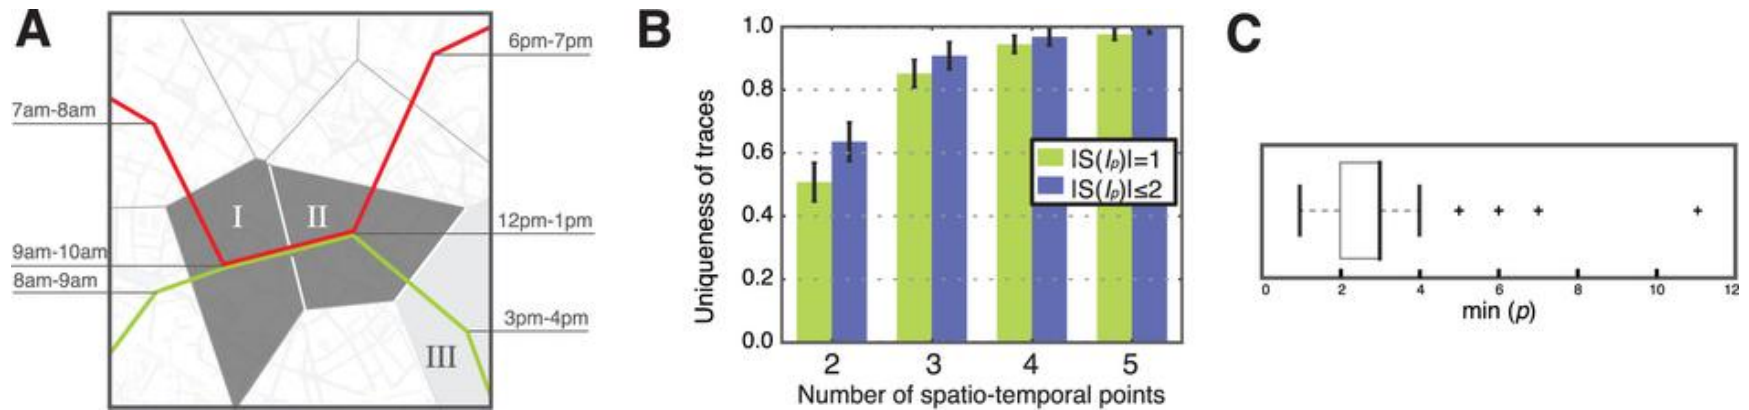 A
6pm-7pm
7am-8am
I
II
12pm-1pm
9am-10am
8am-9am
3pm-4pm
III
B
Uniqueness of traces
1.0
0.8
0.6
0.4
0.2
0.0
|S(Ip)|=1
|S(Ip)|≤2
2 3 4 5
Number of spatio-temporal points
C
0 2 4 6 8 10 12
min (p)